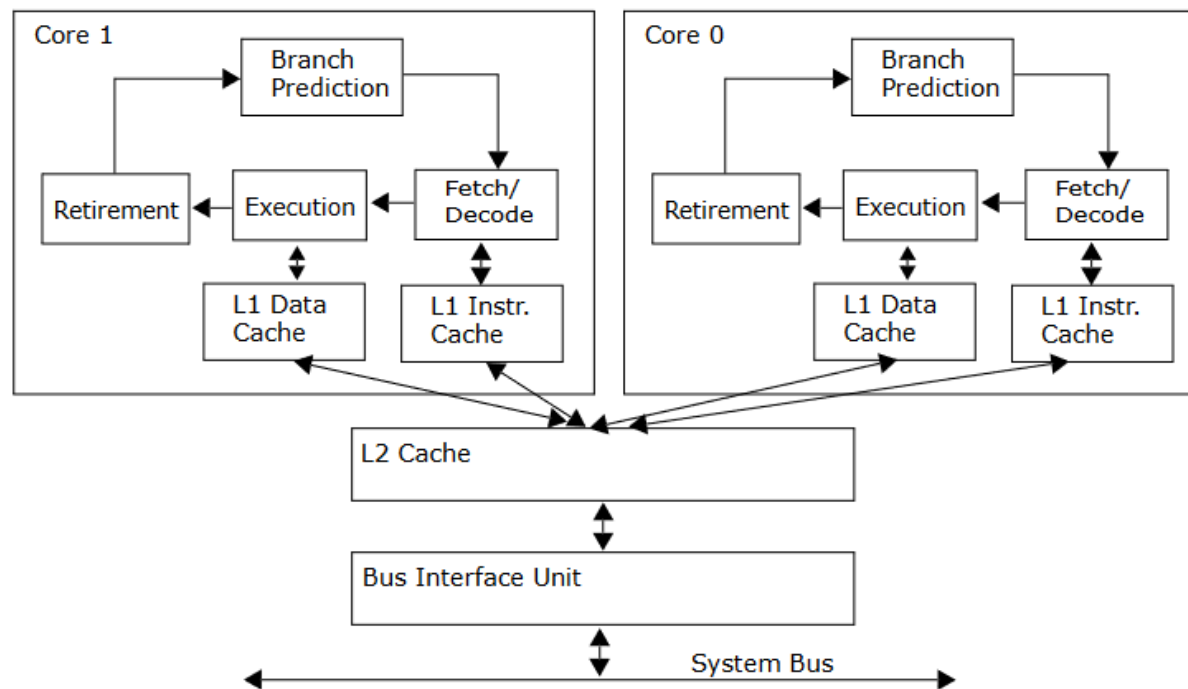 Core 1
Branch
Prediction
Retirement
Execution
Fetch/
Decode
L1 Data
Cache
L1 Instr.
Cache
Core 0
Branch
Prediction
Retirement
Execution
Fetch/
Decode
L1 Data
Cache
L1 Instr.
Cache
L2 Cache
Bus Interface Unit
System Bus